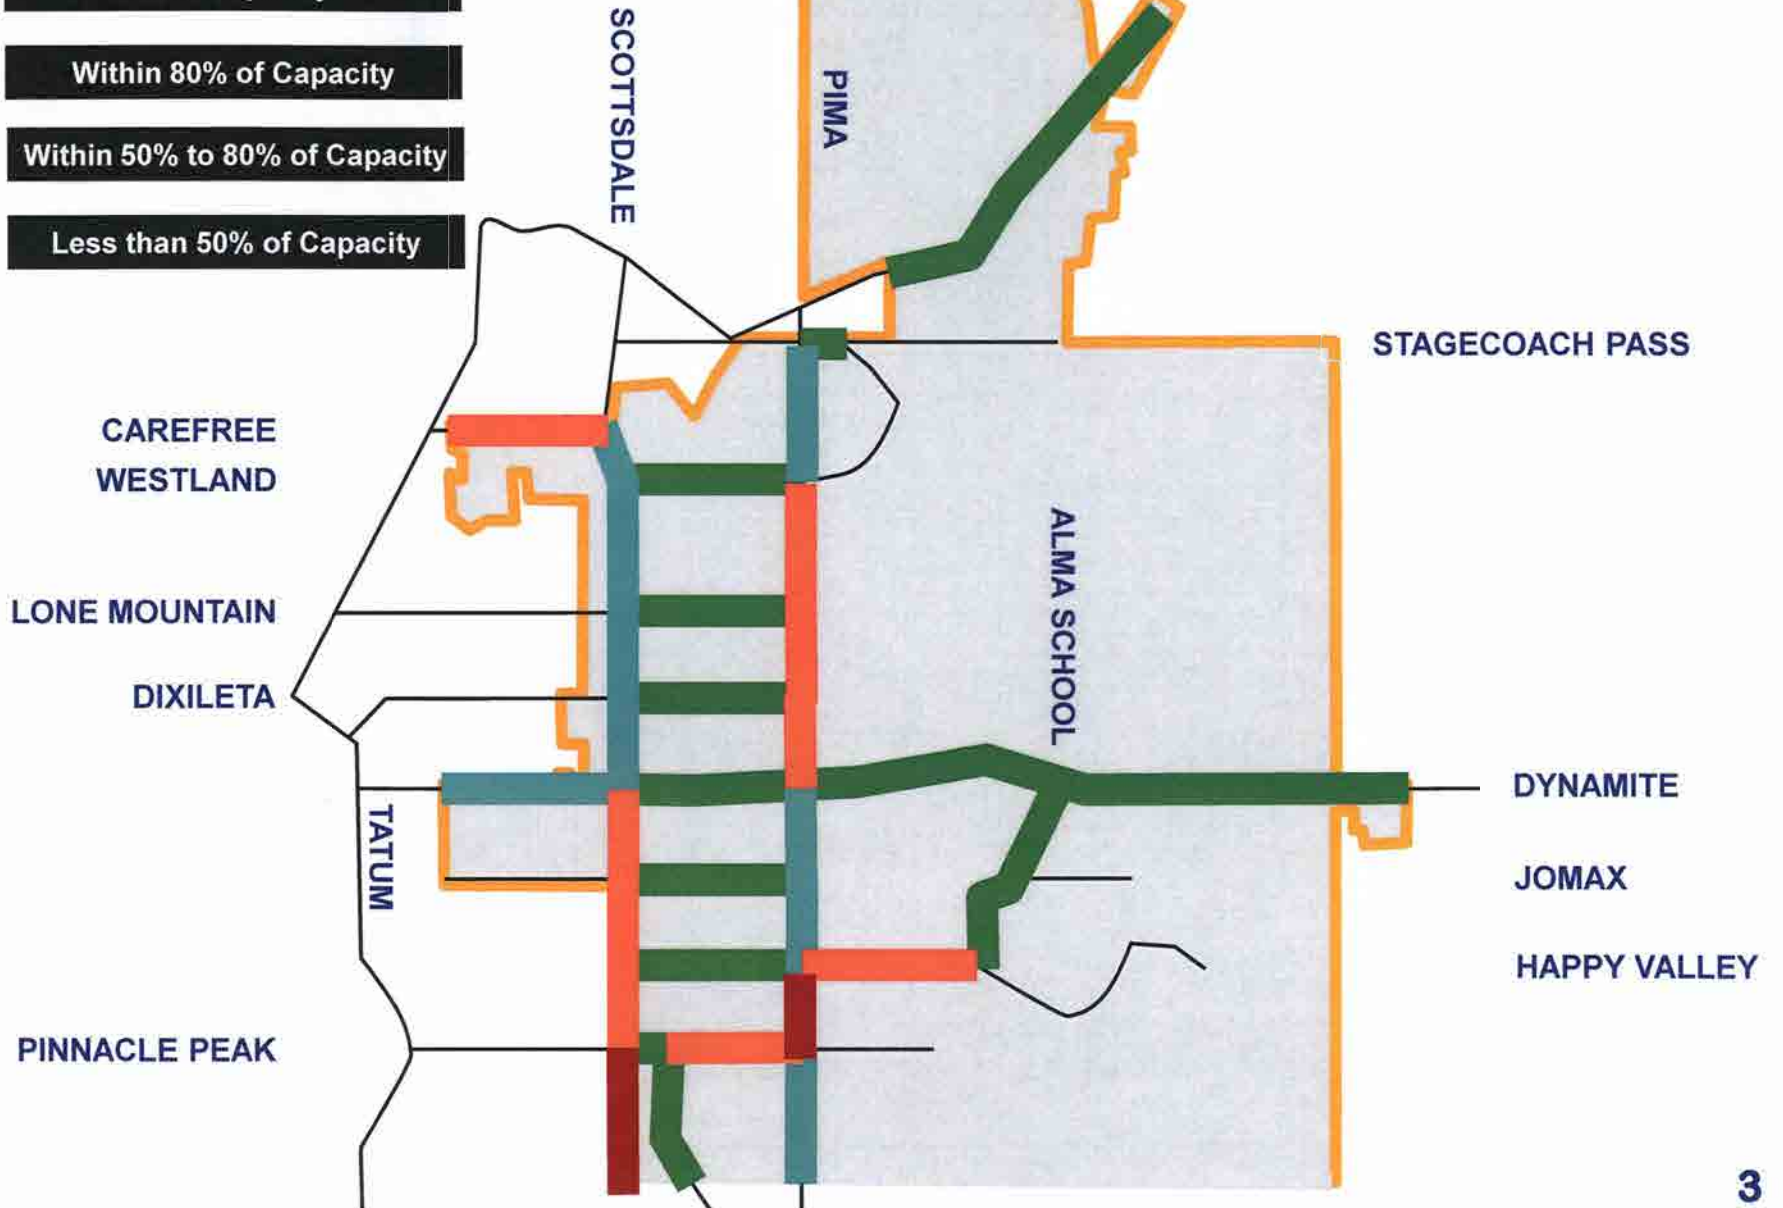 Within 80% of Capacity
Within 50% to 80% of Capacity
Less than 50% of Capacity
SCOTTSDALE
PIMA
STAGECOACH PASS
CAREFREE
WESTLAND
ALMA SCHOOL
LONE MOUNTAIN
DIXILETA
DYNAMITE
TATUM
JOMAX
HAPPY VALLEY
PINNACLE PEAK
3